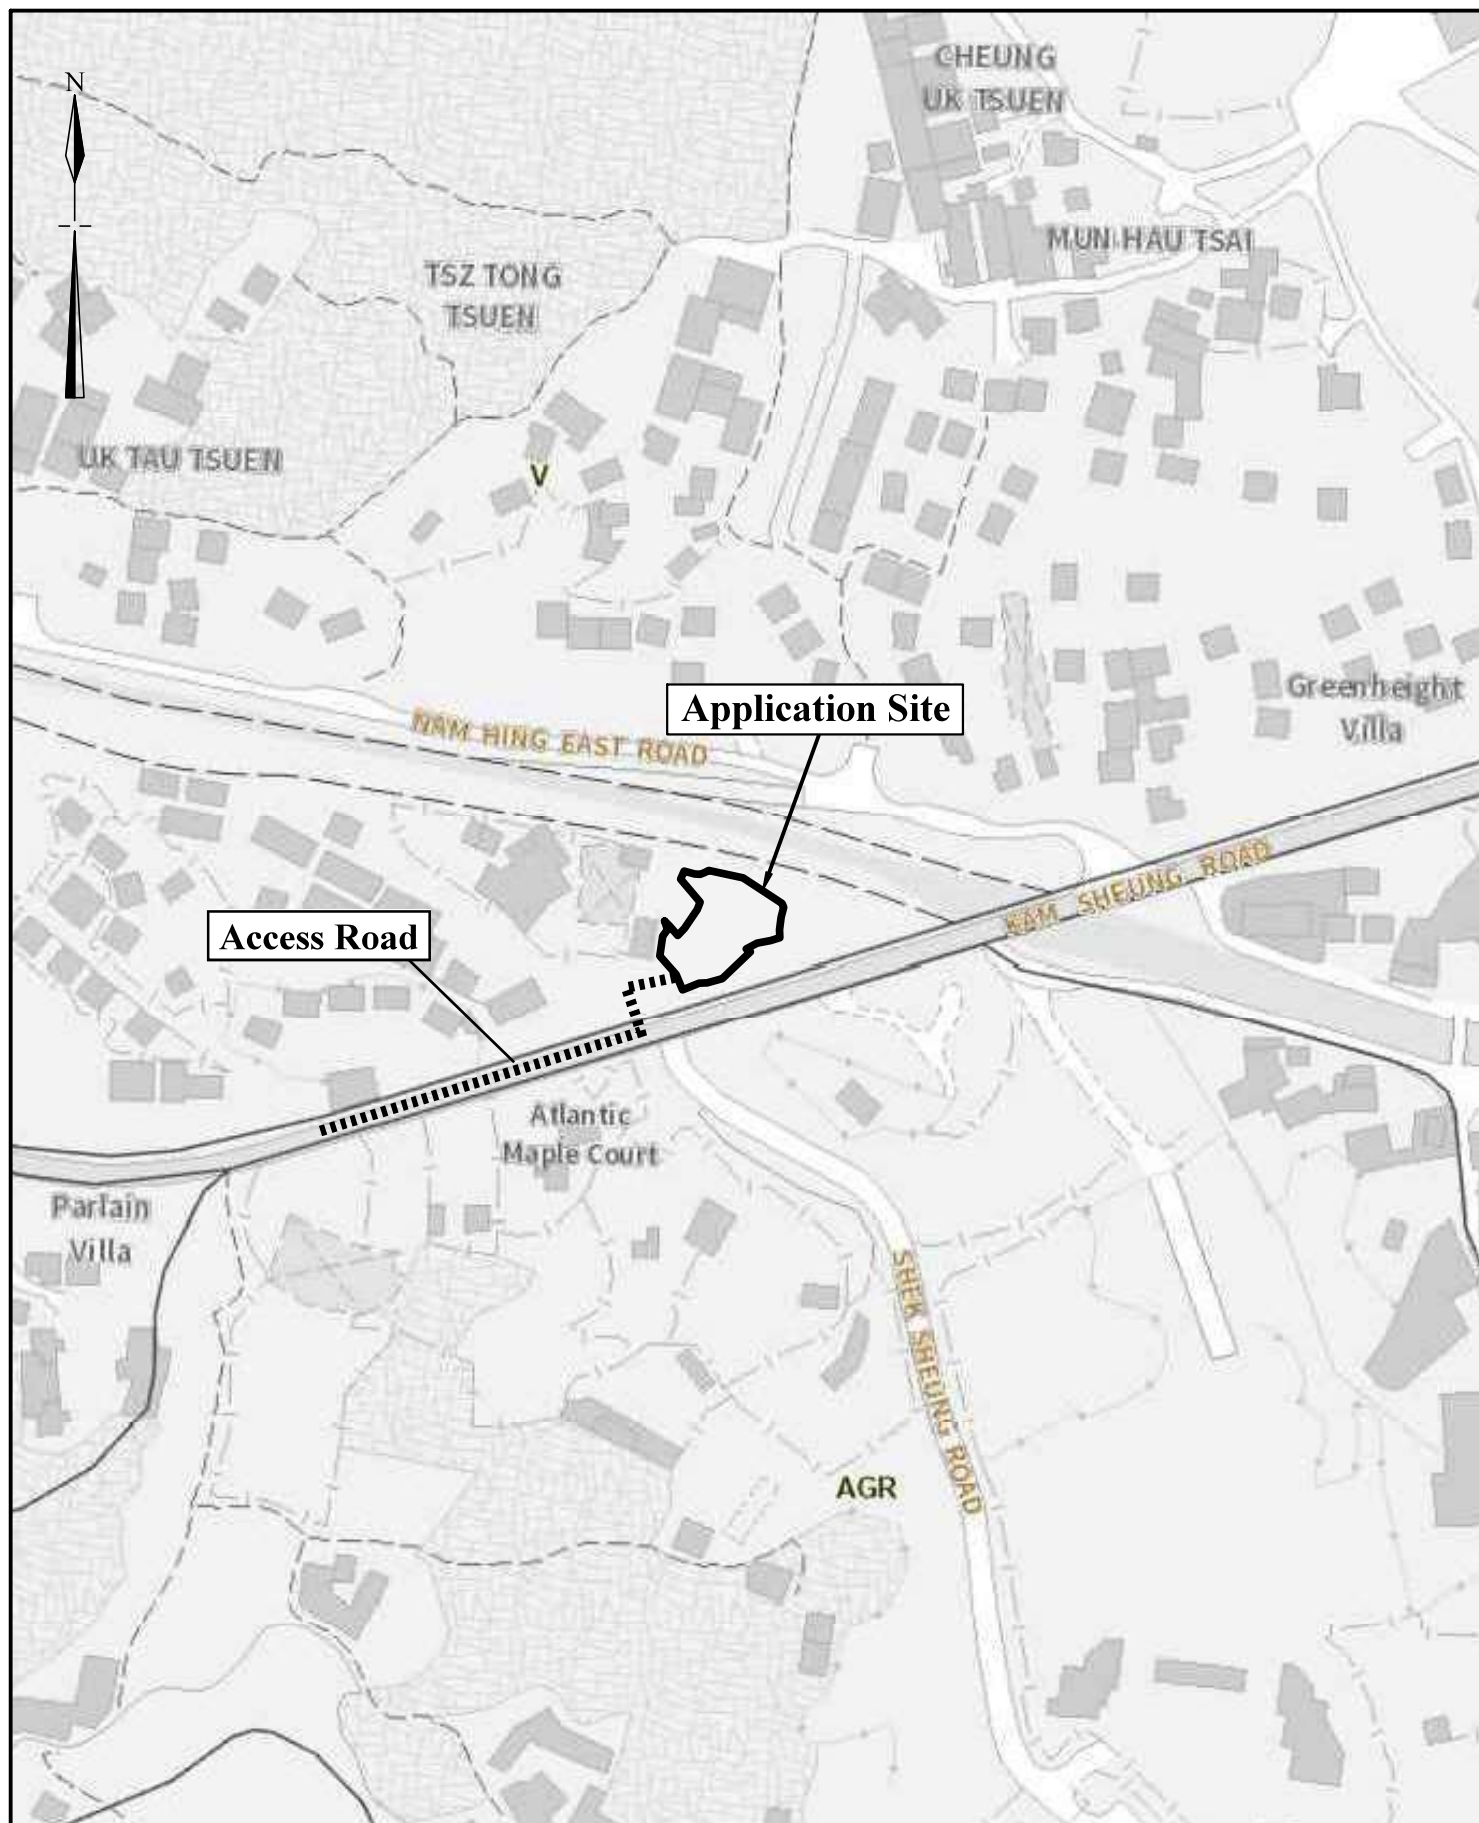 CHEUNG
UK TSUEN
N
MUN HAU TSAI
TSZ TONG
TSUEN
UK TAU TSUEN
V
Greenheight
Villa
Application Site
NAM HING EAST ROAD
KAM SHEUNG ROAD
Access Road
Atlantic
Maple Court
Parlain
Villa
SHEK SHEUNG ROAD
AGR